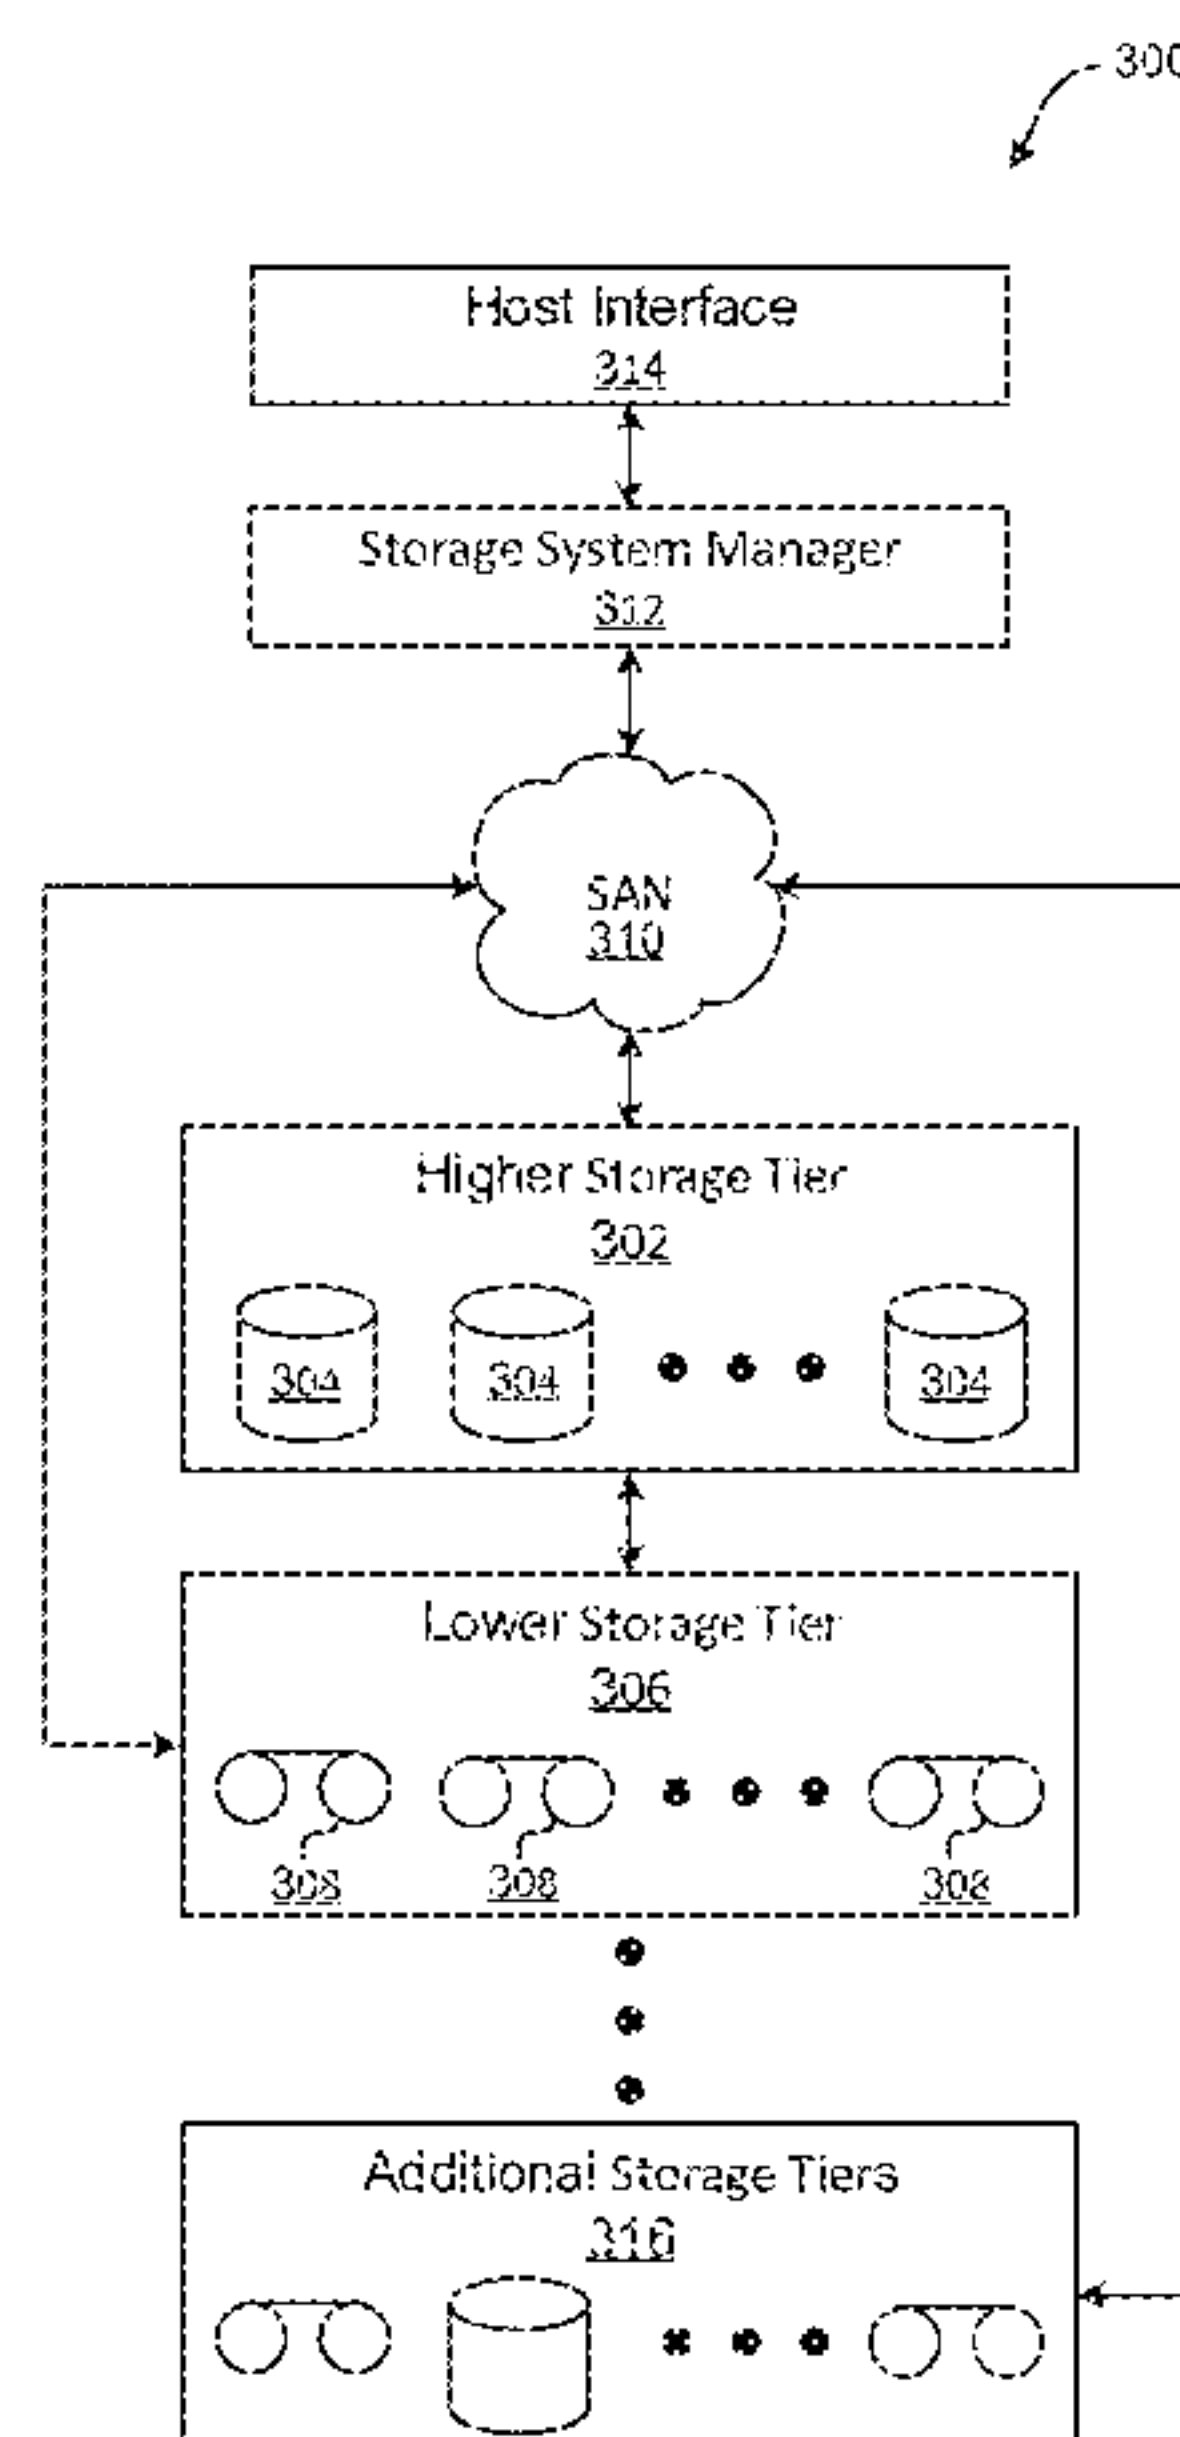 300
Host Interface
314
Storage System Manager
312
SAN
310
Higher Storage Tier
302
304 304 304
Lower Storage Tier
306
308 308 308
Additional Storage Tiers
316